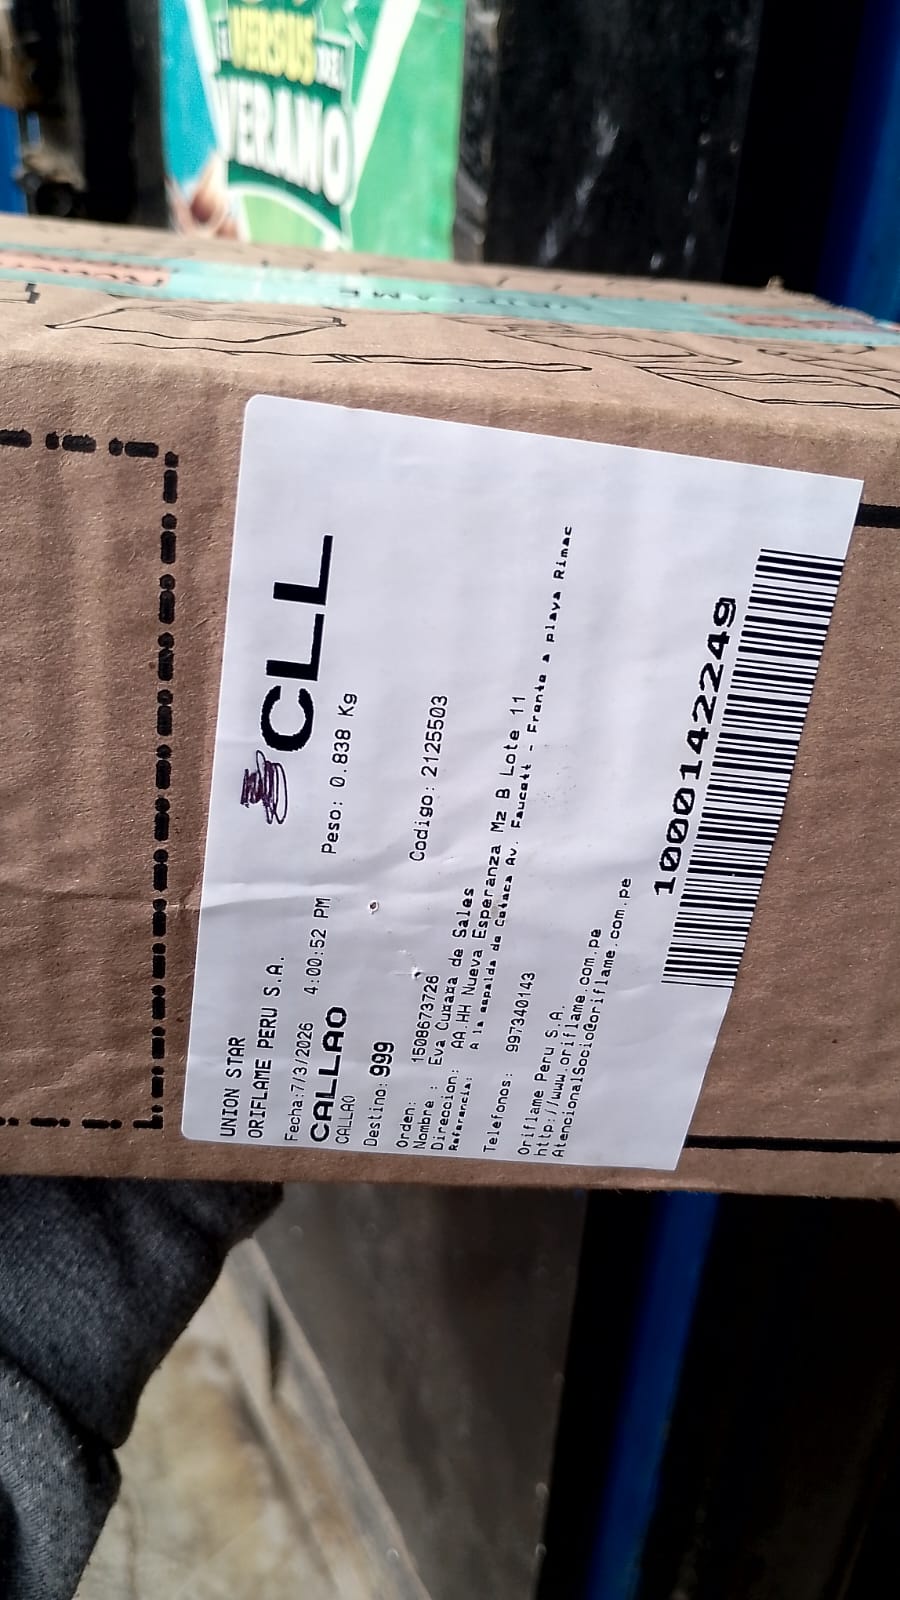 VERSUS DEL
VERANO
CLL
UNION STAR
ORIFLAME PERU S.A.
Fecha:7/3/2026 4:00:52 PM Peso: 0.838 Kg
CALLAO
CALLAO
Destino: 999
Orden: 1508673726 Codigo: 2125503
Nombre : Eva de Sales
Direccion: AA.HH Nueva Esperanza Mz B Lote 11
Referencia: A la espalda de Av. Faucett - Frente a playa Rimac
Telefonos: 997340143
Oriflame Peru S.A.
http://www.oriflame.com.pe
AtencionalSocio@oriflame.com.pe
1000142249